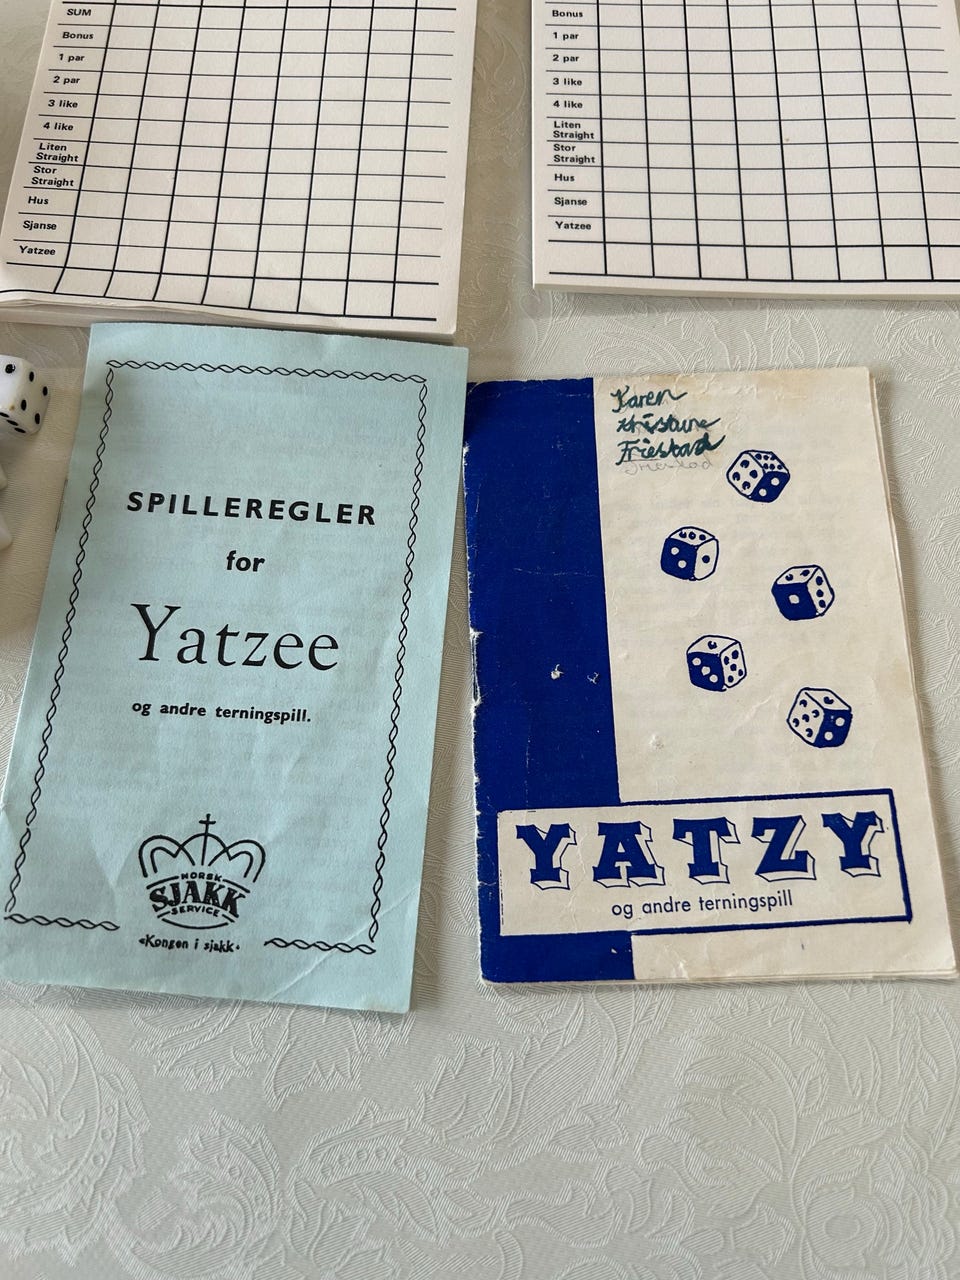 SUM
Bonus
1 par
2 par
3 like
4 like
Liten
Straight
Stor
Straight
Hus
Sjanse
Yatzee
Bonus
1 par
2 par
3 like
4 like
Liten
Straight
Stor
Straight
Hus
Sjanse
Yatzee
SPILLEREGLER
for
Yatzee
og andre terningspill.
NORSK
SJAKK
SERVICE
«Kongen i sjakk»
Karen
Kristine
Friestad
YATZY
og andre terningspill